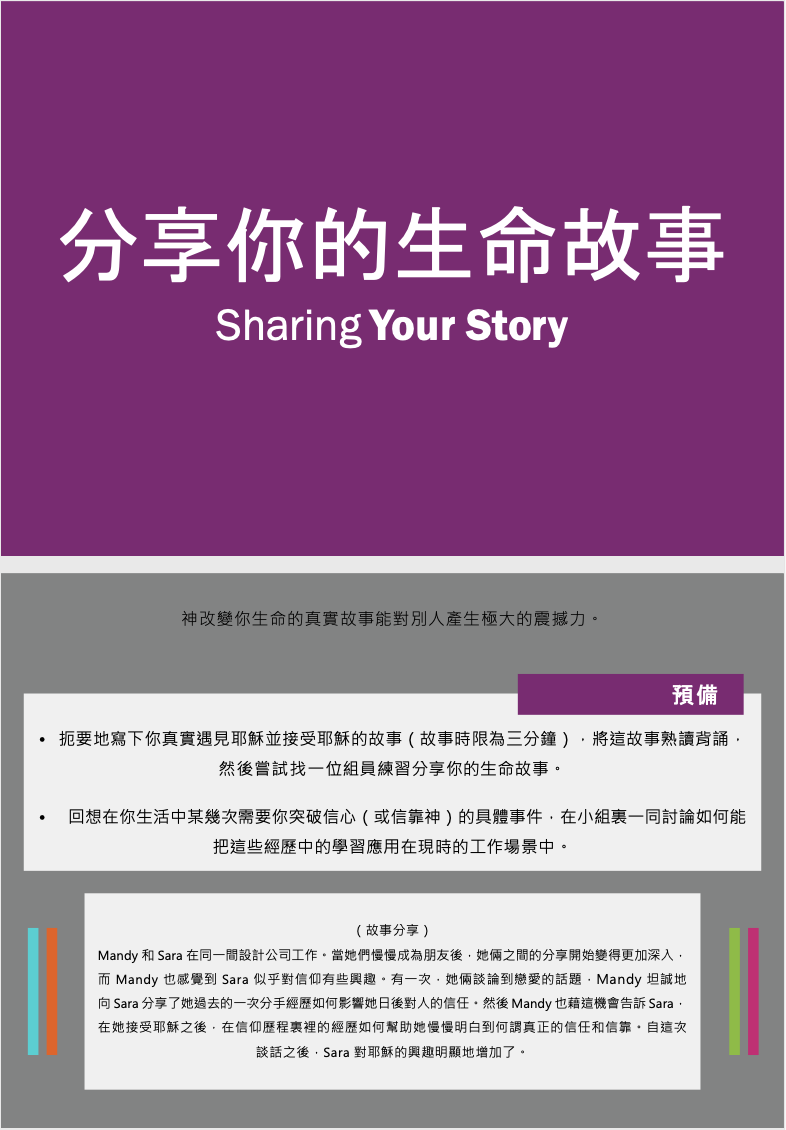 分享你的生命故事
Sharing Your Story
神改變你生命的真實故事能對別人產生極大的震撼力。
預備
• 扼要地寫下你真實遇見耶穌並接受耶穌的故事（故事時限為三分鐘），將這故事熟讀背誦，
然後嘗試找一位組員練習分享你的生命故事。
• 回想在你生活中某幾次需要你突破信心（或信靠神）的具體事件，在小組裏一同討論如何能
把這些經歷中的學習應用在現時的工作場景中。
（故事分享）
Mandy 和 Sara 在同一間設計公司工作。當她們慢慢成為朋友後，她倆之間的分享開始變得更加深入，
而 Mandy 也感覺到 Sara 似乎對信仰有些興趣。有一次，她倆談論到戀愛的話題，Mandy 坦誠地
向 Sara 分享了她過去的一次分手經歷如何影響她日後對人的信任。然後 Mandy 也藉這機會告訴 Sara，
在她接受耶穌之後，在信仰歷程裏裡的經歷如何幫助她慢慢明白到何謂真正的信任和信靠。自這次
談話之後，Sara 對耶穌的興趣明顯地增加了。